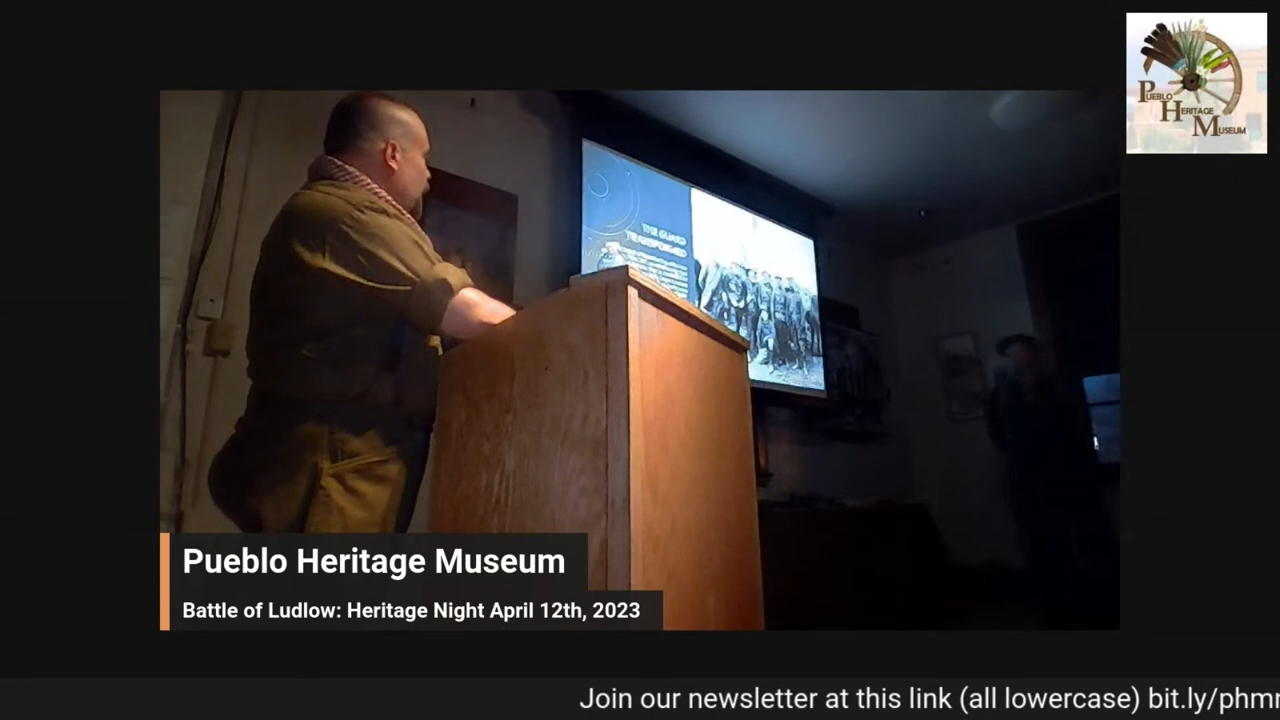 PUEBLO
HERITAGE
MUSEUM
THE GUARD
TRANSFORMED
Pueblo Heritage Museum
Battle of Ludlow: Heritage Night April 12th, 2023
Join our newsletter at this link (all lowercase) bit.ly/phm